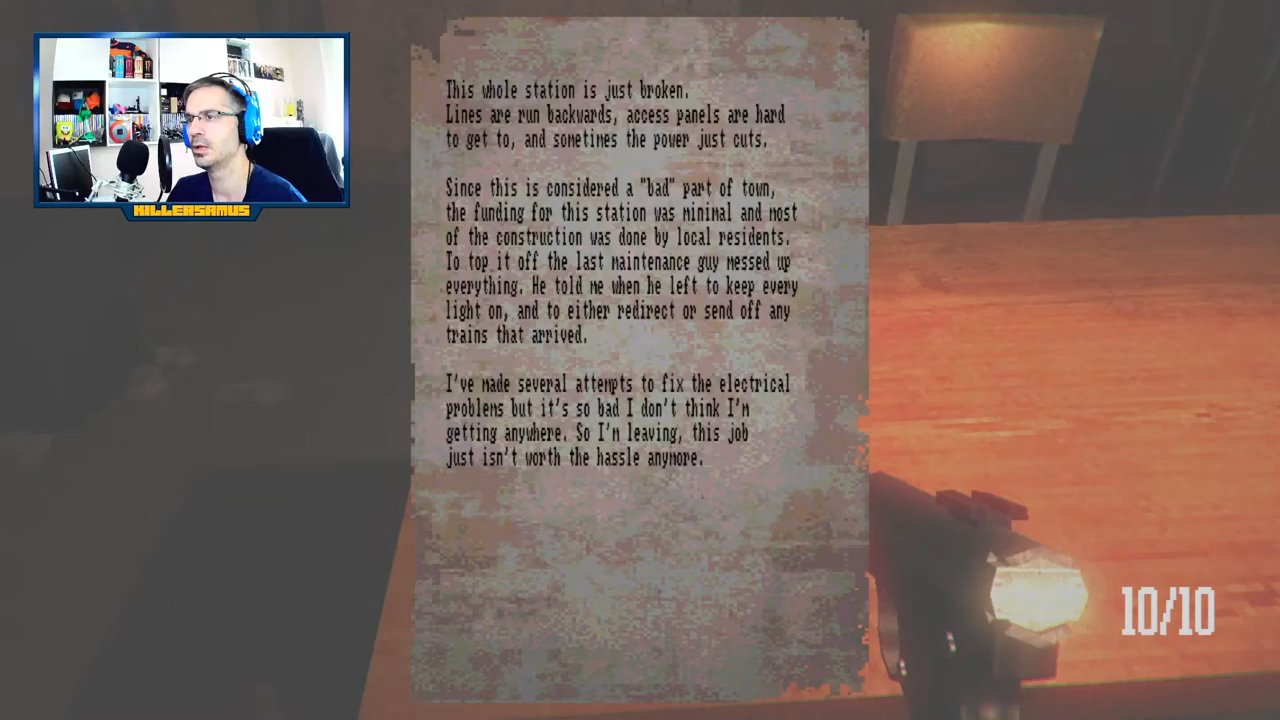 KILLERSAMUS
This whole station is just broken.
Lines are run backwards, access panels are hard
to get to, and sometimes the power just cuts.
Since this is considered a "bad" part of town,
the funding for this station was minimal and most
of the construction was done by local residents.
To top it off the last maintenance guy messed up
everything. He told me when he left to keep every
light on, and to either redirect or send off any
trains that arrived.
I've made several attempts to fix the electrical
problems but it's so bad I don't think I'm
getting anywhere. So I'm leaving, this job
just isn't worth the hassle anymore.
10/10